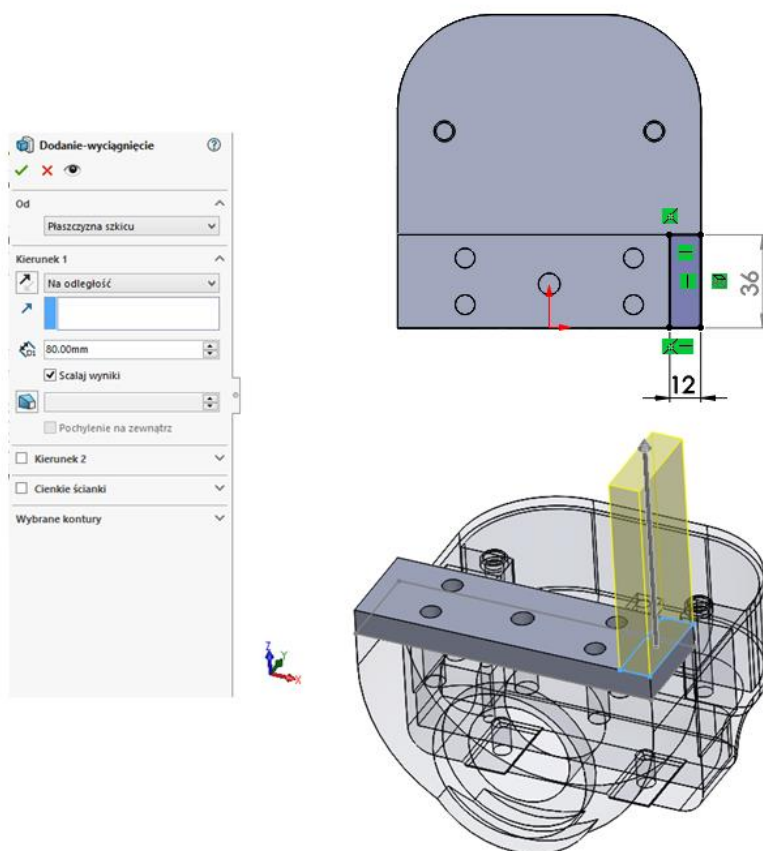 Dodanie-wyciągnięcie
Od
Płaszczyzna szkicu
Kierunek 1
Na odległość
D1
80.00mm
Scalaj wyniki
Pochylenie na zewnątrz
Kierunek 2
Cienkie ścianki
Wybrane kontury
36
12
Z
Y
X